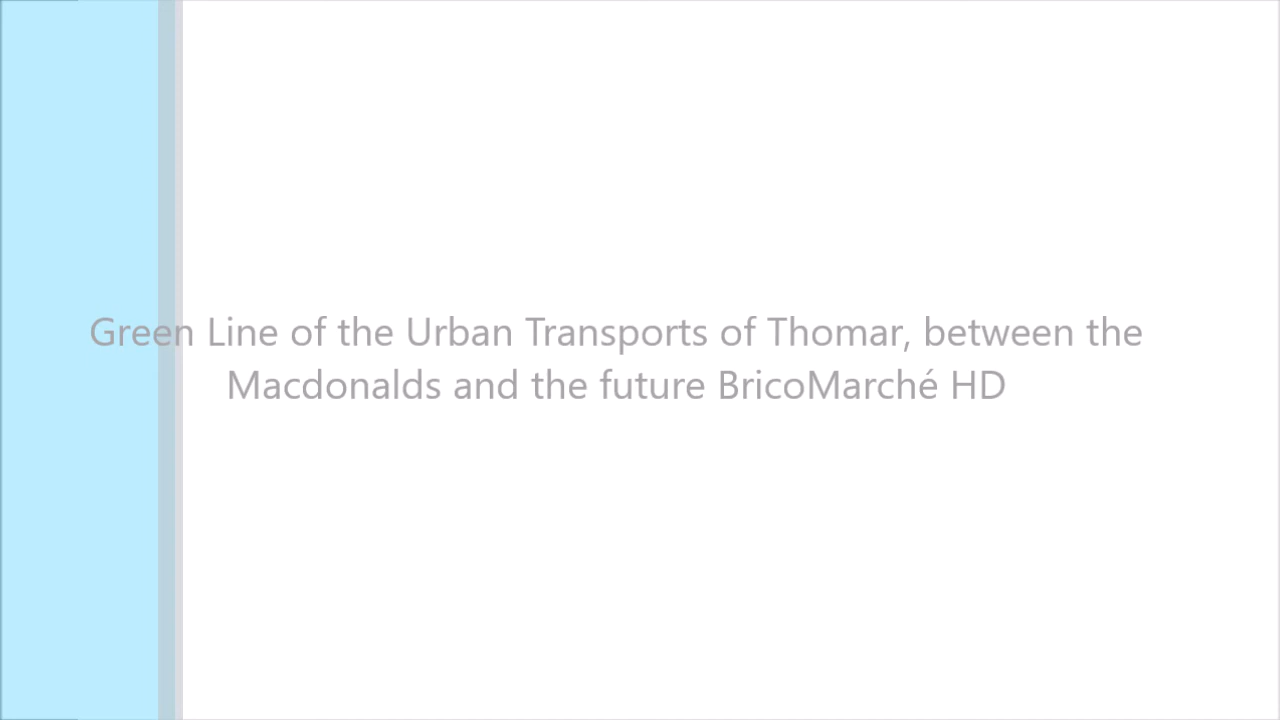 Green Line of the Urban Transports of Thomar, between the
Macdonalds and the future BricoMarché HD